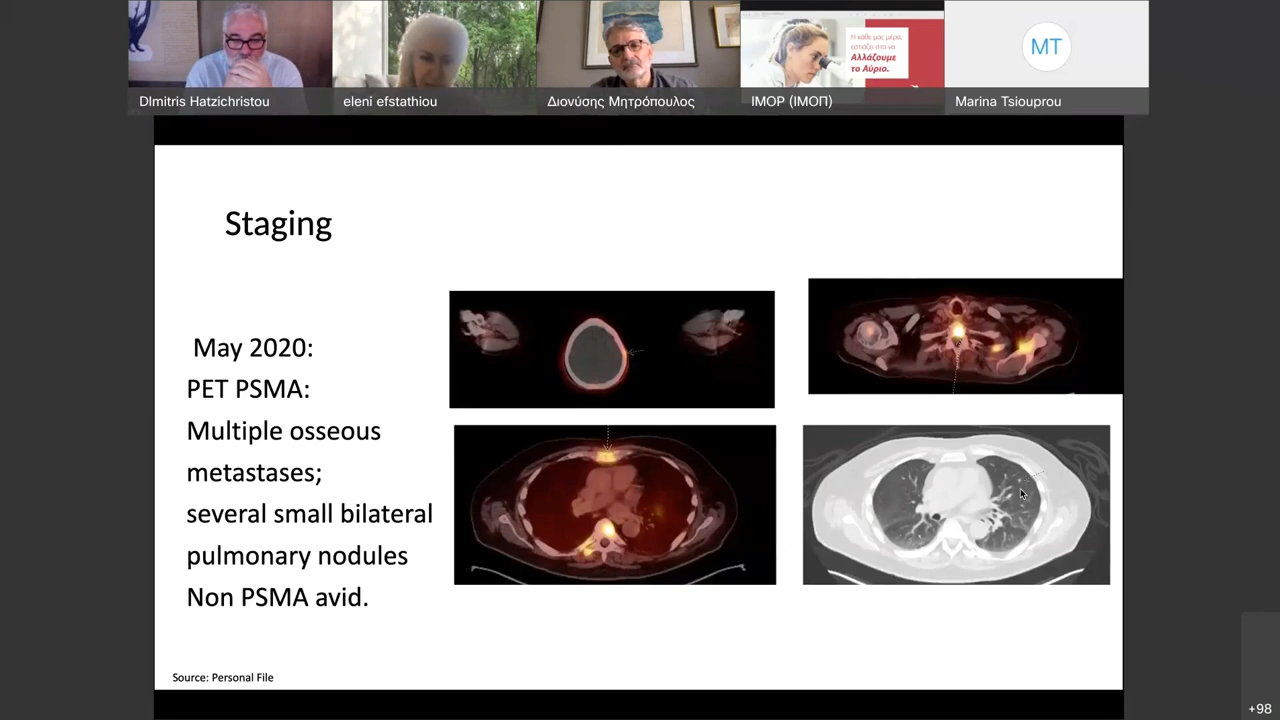 DImitris Hatzichristou
eleni efstathiou
Διονύσης Μητρόπουλος
Η κάθε μας μέρα,
εστιάζει στο να
Αλλάζουμε
το Αύριο.
IMOP (ΙΜΟΠ)
MT
Marina Tsiouprou
Staging
May 2020:
PET PSMA:
Multiple osseous
metastases;
several small bilateral
pulmonary nodules
Non PSMA avid.
Source: Personal File
+98